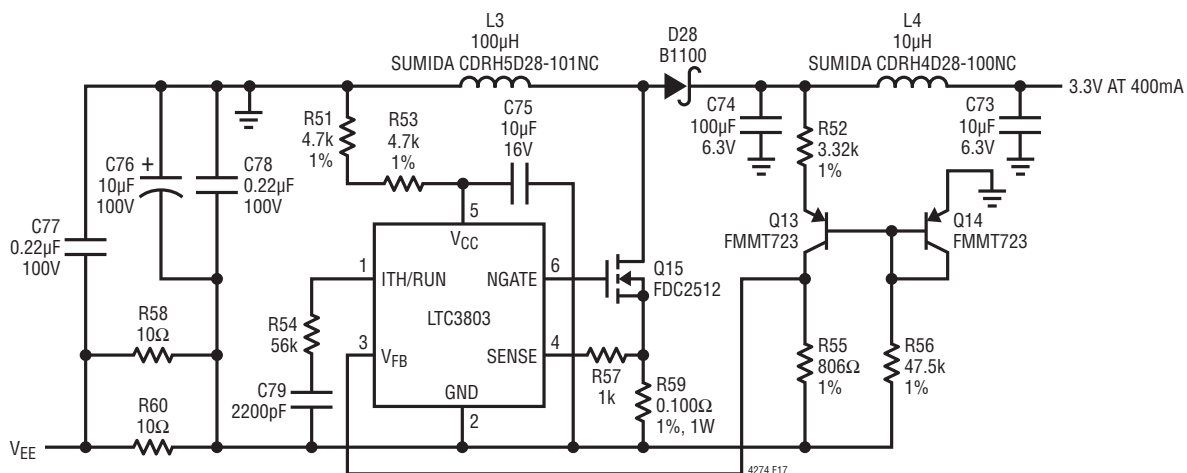 L3
100µH
SUMIDA CDRH5D28-101NC
D28
B1100
L4
10µH
SUMIDA CDRH4D28-100NC
3.3V AT 400mA
C74
100µF
6.3V
C73
10µF
6.3V
R51
4.7k
1%
R53
4.7k
1%
C75
10µF
16V
R52
3.32k
1%
C76
10µF
100V
+
C78
0.22µF
100V
C77
0.22µF
100V
Q13
FMMT723
Q14
FMMT723
5
VCC
1
ITH/RUN
NGATE
6
Q15
FDC2512
LTC3803
R54
56k
3
VFB
SENSE
4
R57
1k
R58
10Ω
R59
0.100Ω
1%, 1W
R55
806Ω
1%
R56
47.5k
1%
C79
2200pF
GND
2
R60
10Ω
VEE
4274 F17